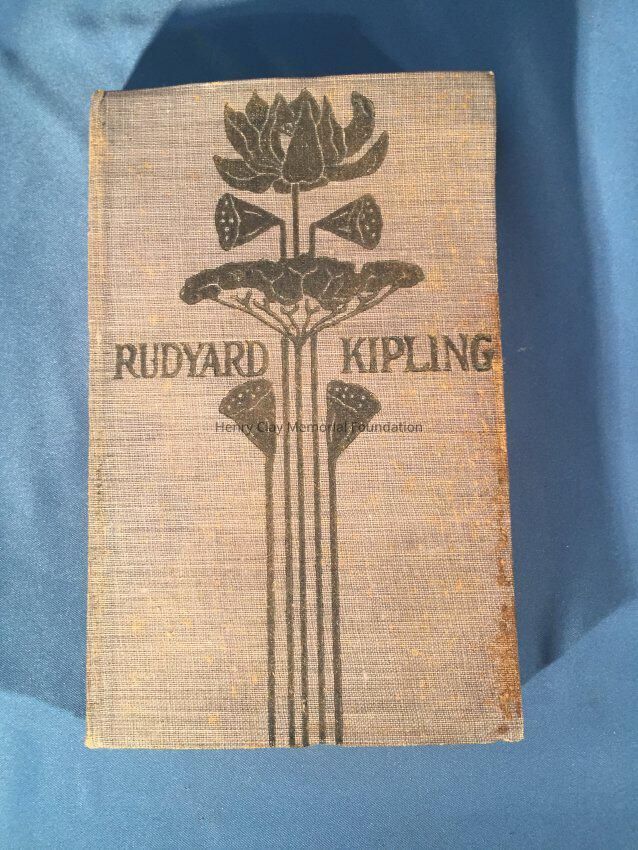 RUDYARD KIPLING
Henry Clay Memorial Foundation